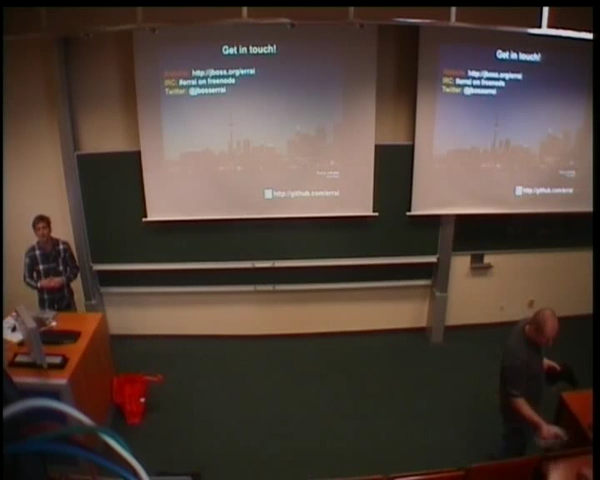 Get in touch!
Website: http://jboss.org/errai
IRC: #errai on freenode
Twitter: @jbosserrai
http://github.com/errai
Get in touch!
Website: http://jboss.org/errai
IRC: #errai on freenode
Twitter: @jbosserrai
http://github.com/errai